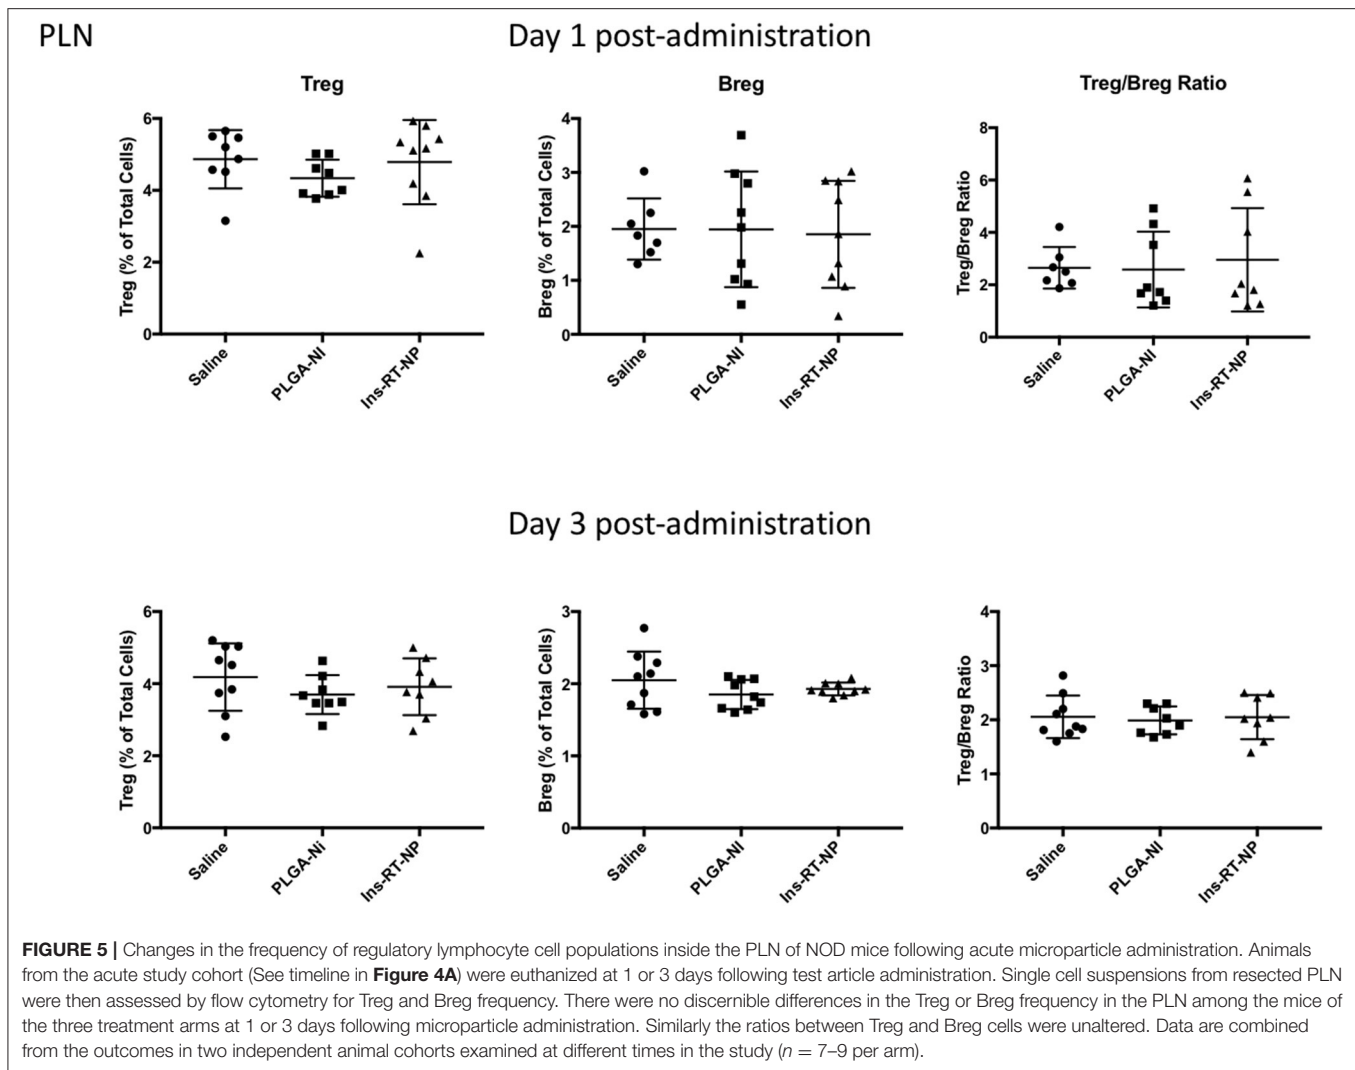 PLN
Day 1 post-administration
Treg
Treg (% of Total Cells)
6
4
2
0
Saline
PLGA-NI
Ins-RT-NP
Breg
Breg (% of Total Cells)
4
3
2
1
0
Saline
PLGA-NI
Ins-RT-NP
Treg/Breg Ratio
Treg/Breg Ratio
8
6
4
2
0
Saline
PLGA-NI
Ins-RT-NP
Day 3 post-administration
Treg (% of Total Cells)
6
4
2
0
Saline
PLGA-Ni
Ins-RT-NP
Breg (% of Total Cells)
3
2
1
0
Saline
PLGA-NI
Ins-RT-NP
Treg/Breg Ratio
4
3
2
1
0
Saline
PLGA-NI
Ins-RT-NP
FIGURE 5 | Changes in the frequency of regulatory lymphocyte cell populations inside the PLN of NOD mice following acute microparticle administration. Animals
from the acute study cohort (See timeline in Figure 4A) were euthanized at 1 or 3 days following test article administration. Single cell suspensions from resected PLN
were then assessed by flow cytometry for Treg and Breg frequency. There were no discernible differences in the Treg or Breg frequency in the PLN among the mice of
the three treatment arms at 1 or 3 days following microparticle administration. Similarly the ratios between Treg and Breg cells were unaltered. Data are combined
from the outcomes in two independent animal cohorts examined at different times in the study (n = 7–9 per arm).